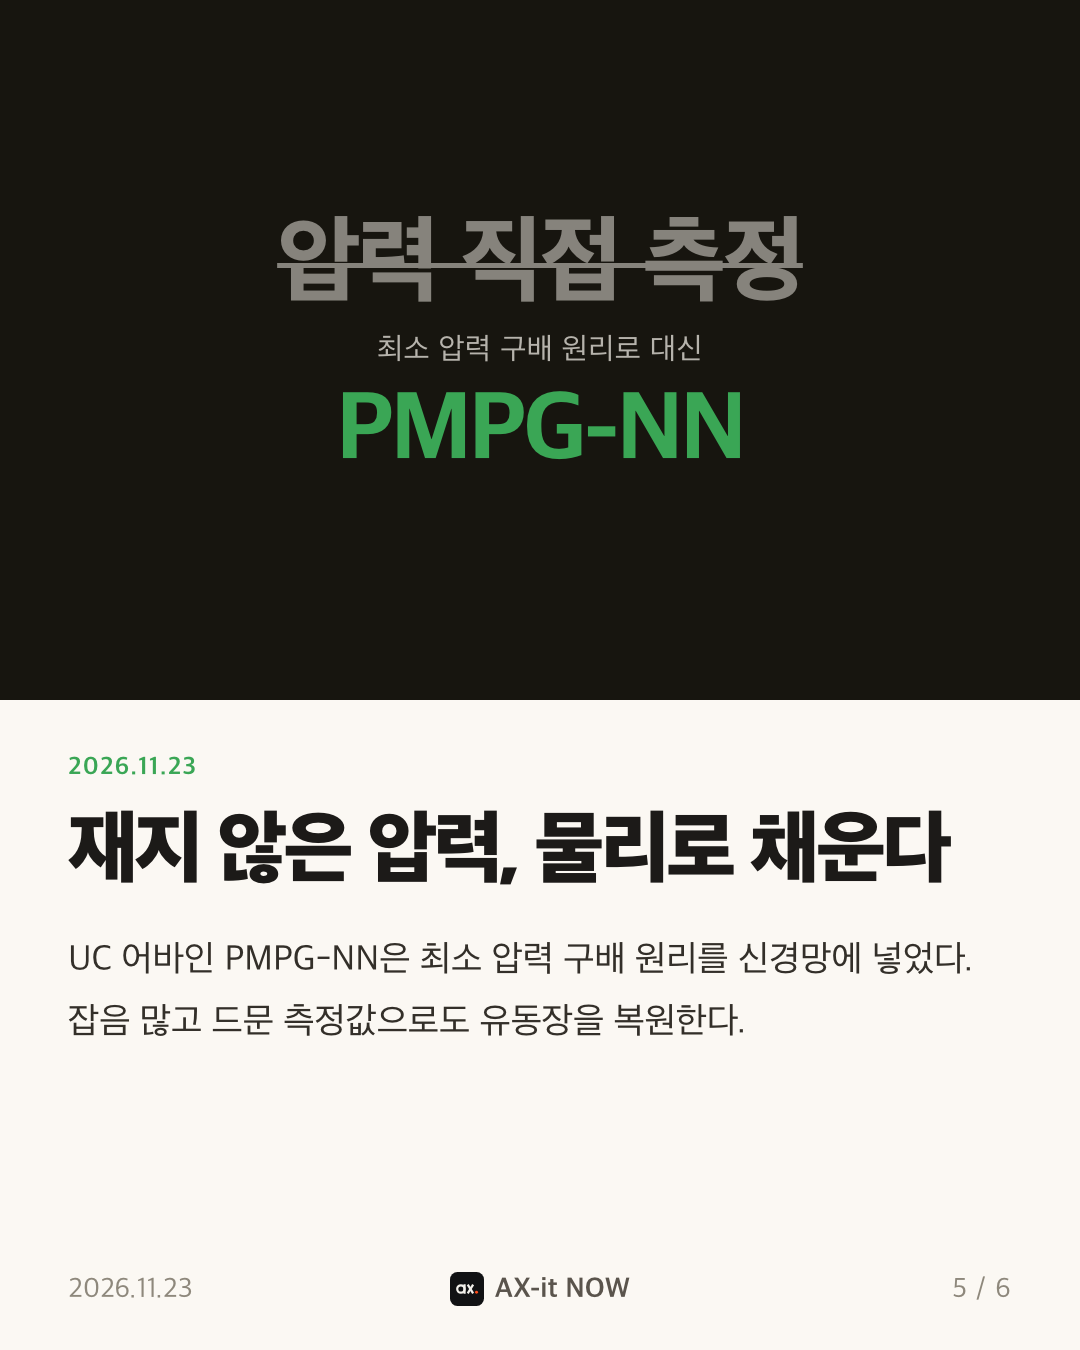 압력 직접 측정
최소 압력 구배 원리로 대신
PMPG-NN
2026.11.23
재지 않은 압력, 물리로 채운다
UC 어바인 PMPG-NN은 최소 압력 구배 원리를 신경망에 넣었다.
잡음 많고 드문 측정값으로도 유동장을 복원한다.
2026.11.23
ax. AX-it NOW
5 / 6